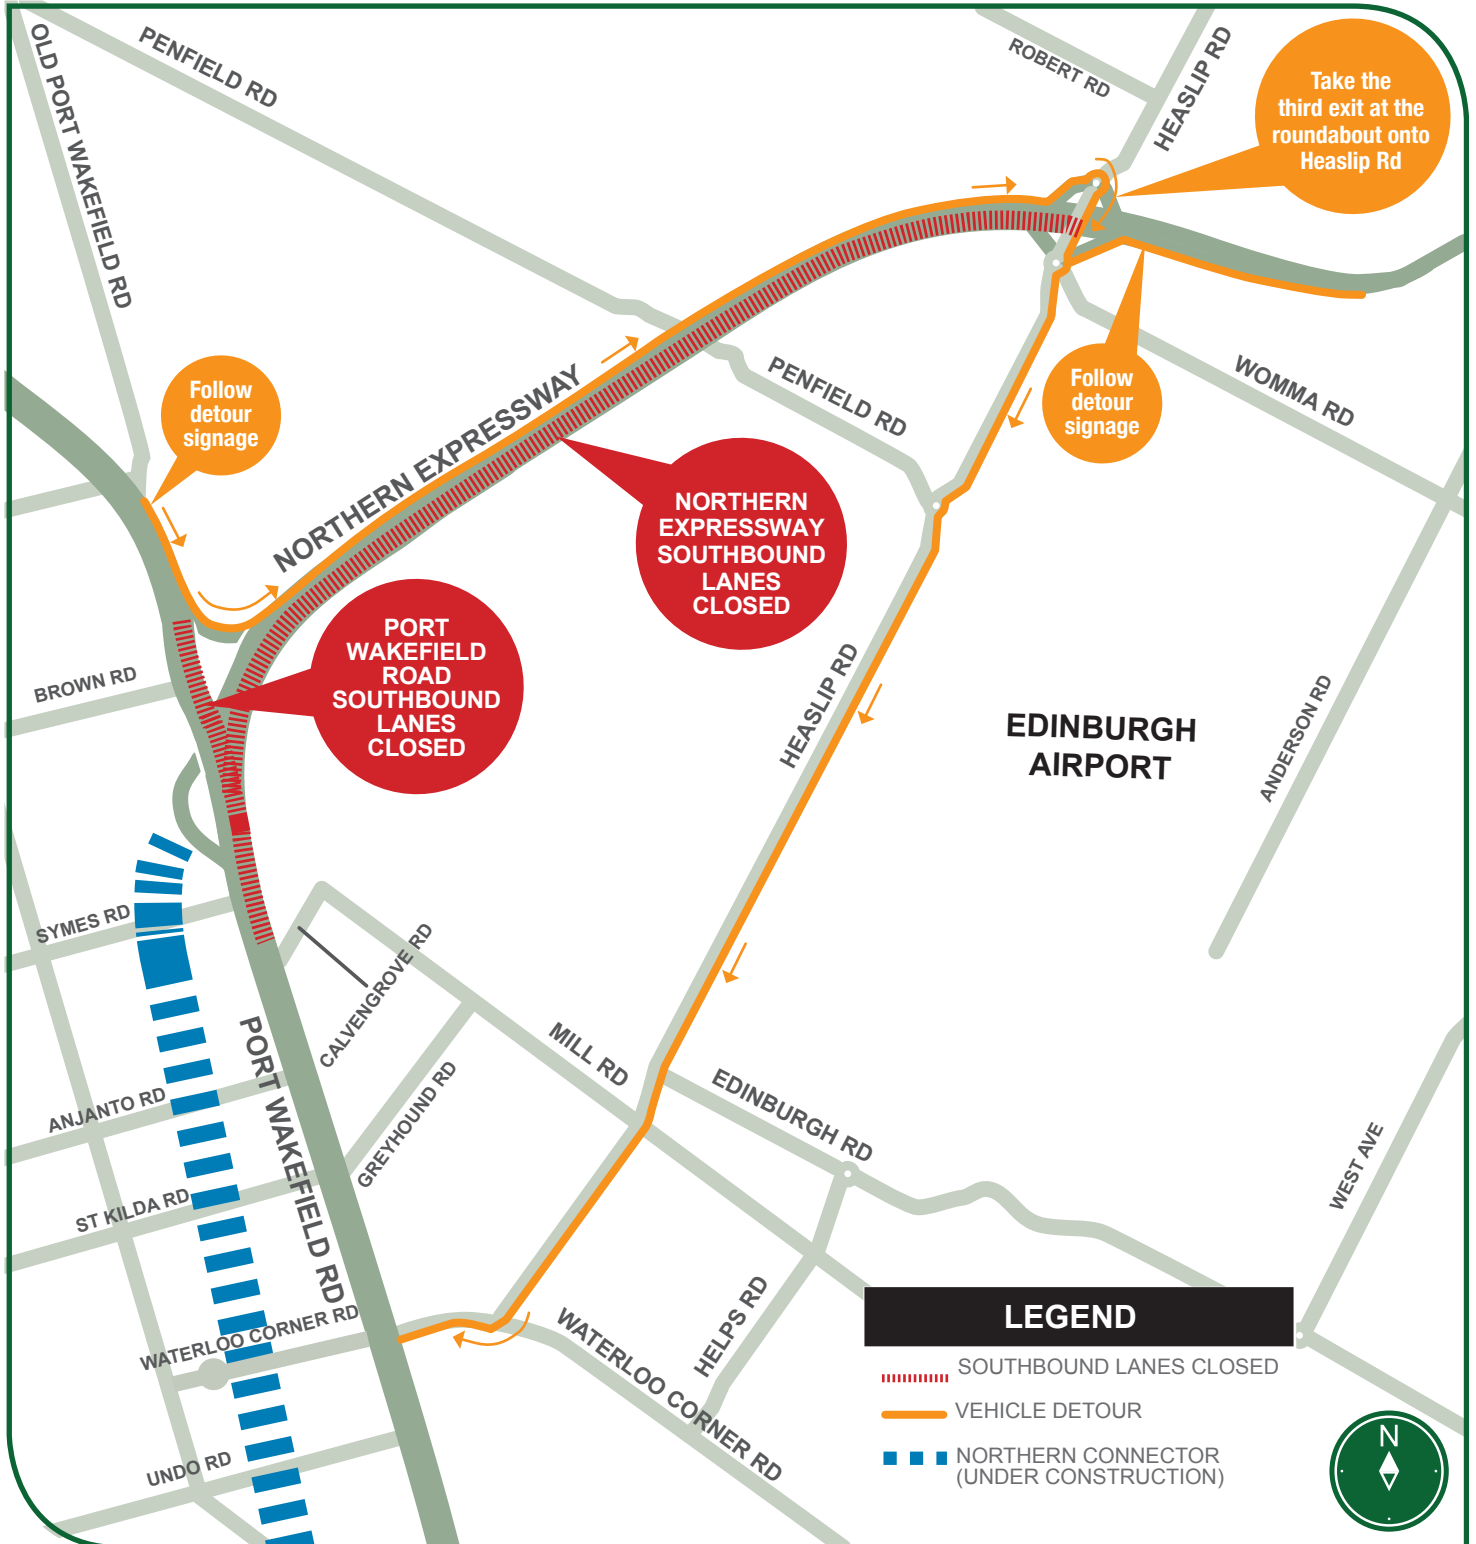 OLD PORT WAKEFIELD RD
PENFIELD RD
ROBERT RD
HEASLIP RD
Take the
third exit at the
roundabout onto
Heaslip Rd
Follow
detour
signage
NORTHERN EXPRESSWAY
PENFIELD RD
Follow
detour
signage
WOMMA RD
NORTHERN
EXPRESSWAY
SOUTHBOUND
LANES
CLOSED
PORT
WAKEFIELD
ROAD
SOUTHBOUND
LANES
CLOSED
BROWN RD
HEASLIP RD
EDINBURGH
AIRPORT
ANDERSON RD
SYMES RD
CALVENGROVE RD
PORT WAKEFIELD RD
MILL RD
EDINBURGH RD
ANJANTO RD
GREYHOUND RD
WEST AVE
ST KILDA RD
WATERLOO CORNER RD
HELPS RD
WATERLOO CORNER RD
UNDO RD
LEGEND
SOUTHBOUND LANES CLOSED
VEHICLE DETOUR
NORTHERN CONNECTOR
(UNDER CONSTRUCTION)
N